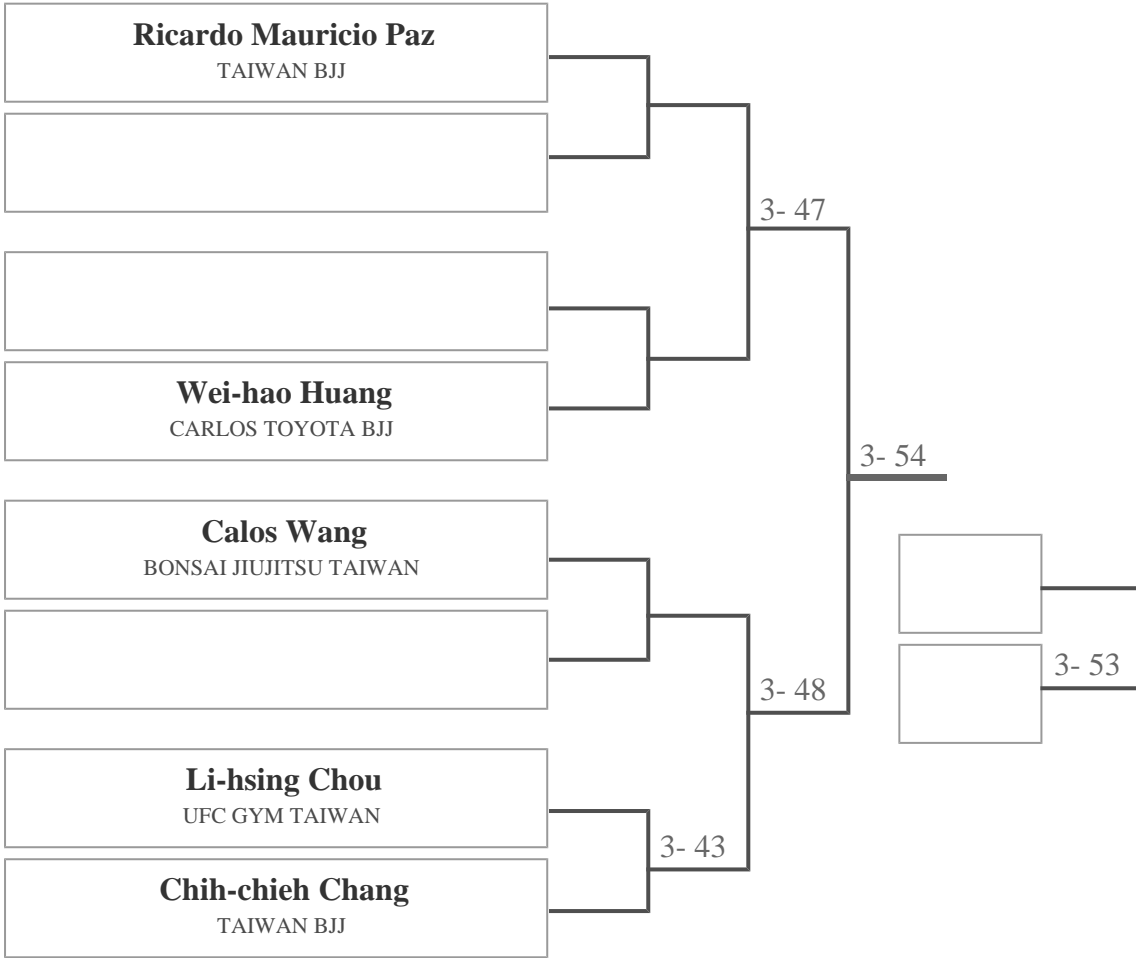 Ricardo Mauricio Paz
TAIWAN BJJ
3- 47
Wei-hao Huang
CARLOS TOYOTA BJJ
3- 54
Calos Wang
BONSAI JIUJITSU TAIWAN
3- 53
3- 48
Li-hsing Chou
UFC GYM TAIWAN
3- 43
Chih-chieh Chang
TAIWAN BJJ